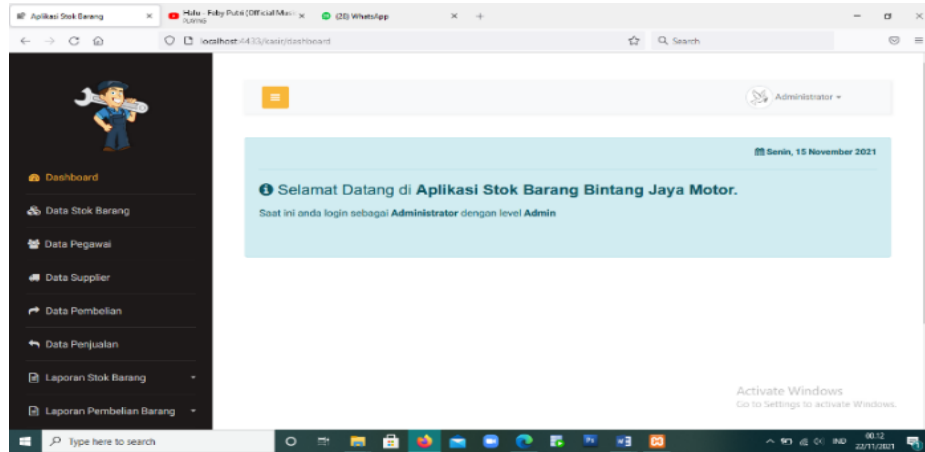 Aplikasi Stok Barang
Halu - Feby Putri (Official Mus
PLAYING
(20) WhatsApp
localhost:4433/kasir/dashboard
Search
Administrator
Senin, 15 November 2021
Selamat Datang di Aplikasi Stok Barang Bintang Jaya Motor.
Saat ini anda login sebagai Administrator dengan level Admin
Dashboard
Data Stok Barang
Data Pegawai
Data Supplier
Data Pembelian
Data Penjualan
Laporan Stok Barang
Laporan Pembelian Barang
Activate Windows
Go to Settings to activate Windows.
Type here to search
IND
00.12
22/11/2021